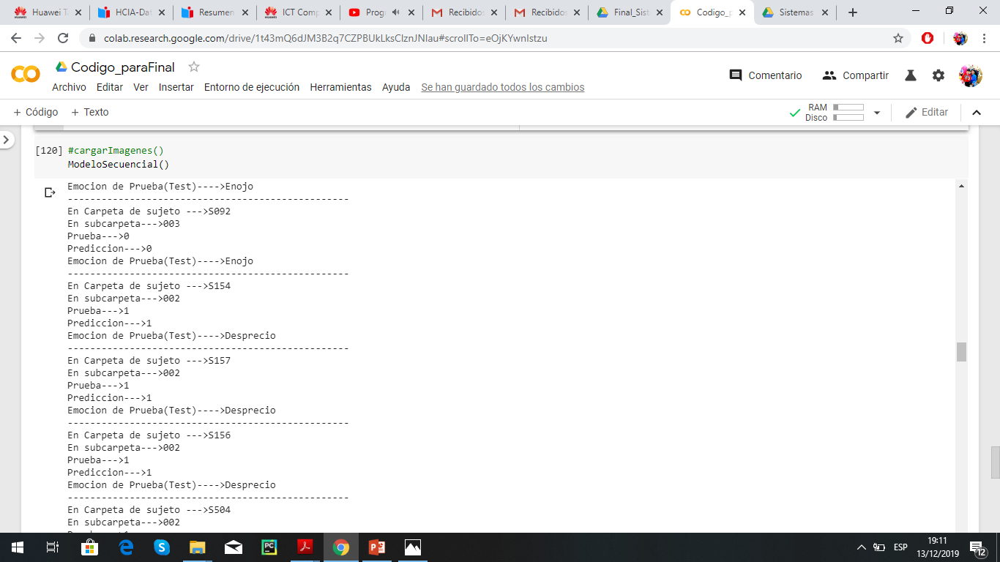 Huawei T
HCIA-Dat
Resumen
ICT Comp
Prog
Recibidos
Recibidos
Final_Sist
Codigo_p
Sistemas
colab.research.google.com/drive/1t43mQ6dJM3B2q7CZPBUkLksCIznJNIau#scrollTo=eOjKYwnIstzu
Codigo_paraFinal
Comentario
Compartir
Archivo Editar Ver Insertar Entorno de ejecución Herramientas Ayuda Se han guardado todos los cambios
+ Código + Texto
RAM
Disco
Editar
[120] #cargarImagenes()
ModeloSecuencial()
Emocion de Prueba(Test)---->Enojo
--------------------------------------------------
En Carpeta de sujeto --->S092
En subcarpeta--->003
Prueba--->0
Prediccion--->0
Emocion de Prueba(Test)---->Enojo
--------------------------------------------------
En Carpeta de sujeto --->S154
En subcarpeta--->002
Prueba--->1
Prediccion--->1
Emocion de Prueba(Test)---->Desprecio
--------------------------------------------------
En Carpeta de sujeto --->S157
En subcarpeta--->002
Prueba--->1
Prediccion--->1
Emocion de Prueba(Test)---->Desprecio
--------------------------------------------------
En Carpeta de sujeto --->S156
En subcarpeta--->002
Prueba--->1
Prediccion--->1
Emocion de Prueba(Test)---->Desprecio
--------------------------------------------------
En Carpeta de sujeto --->S504
En subcarpeta--->002
ESP
19:11
13/12/2019
12